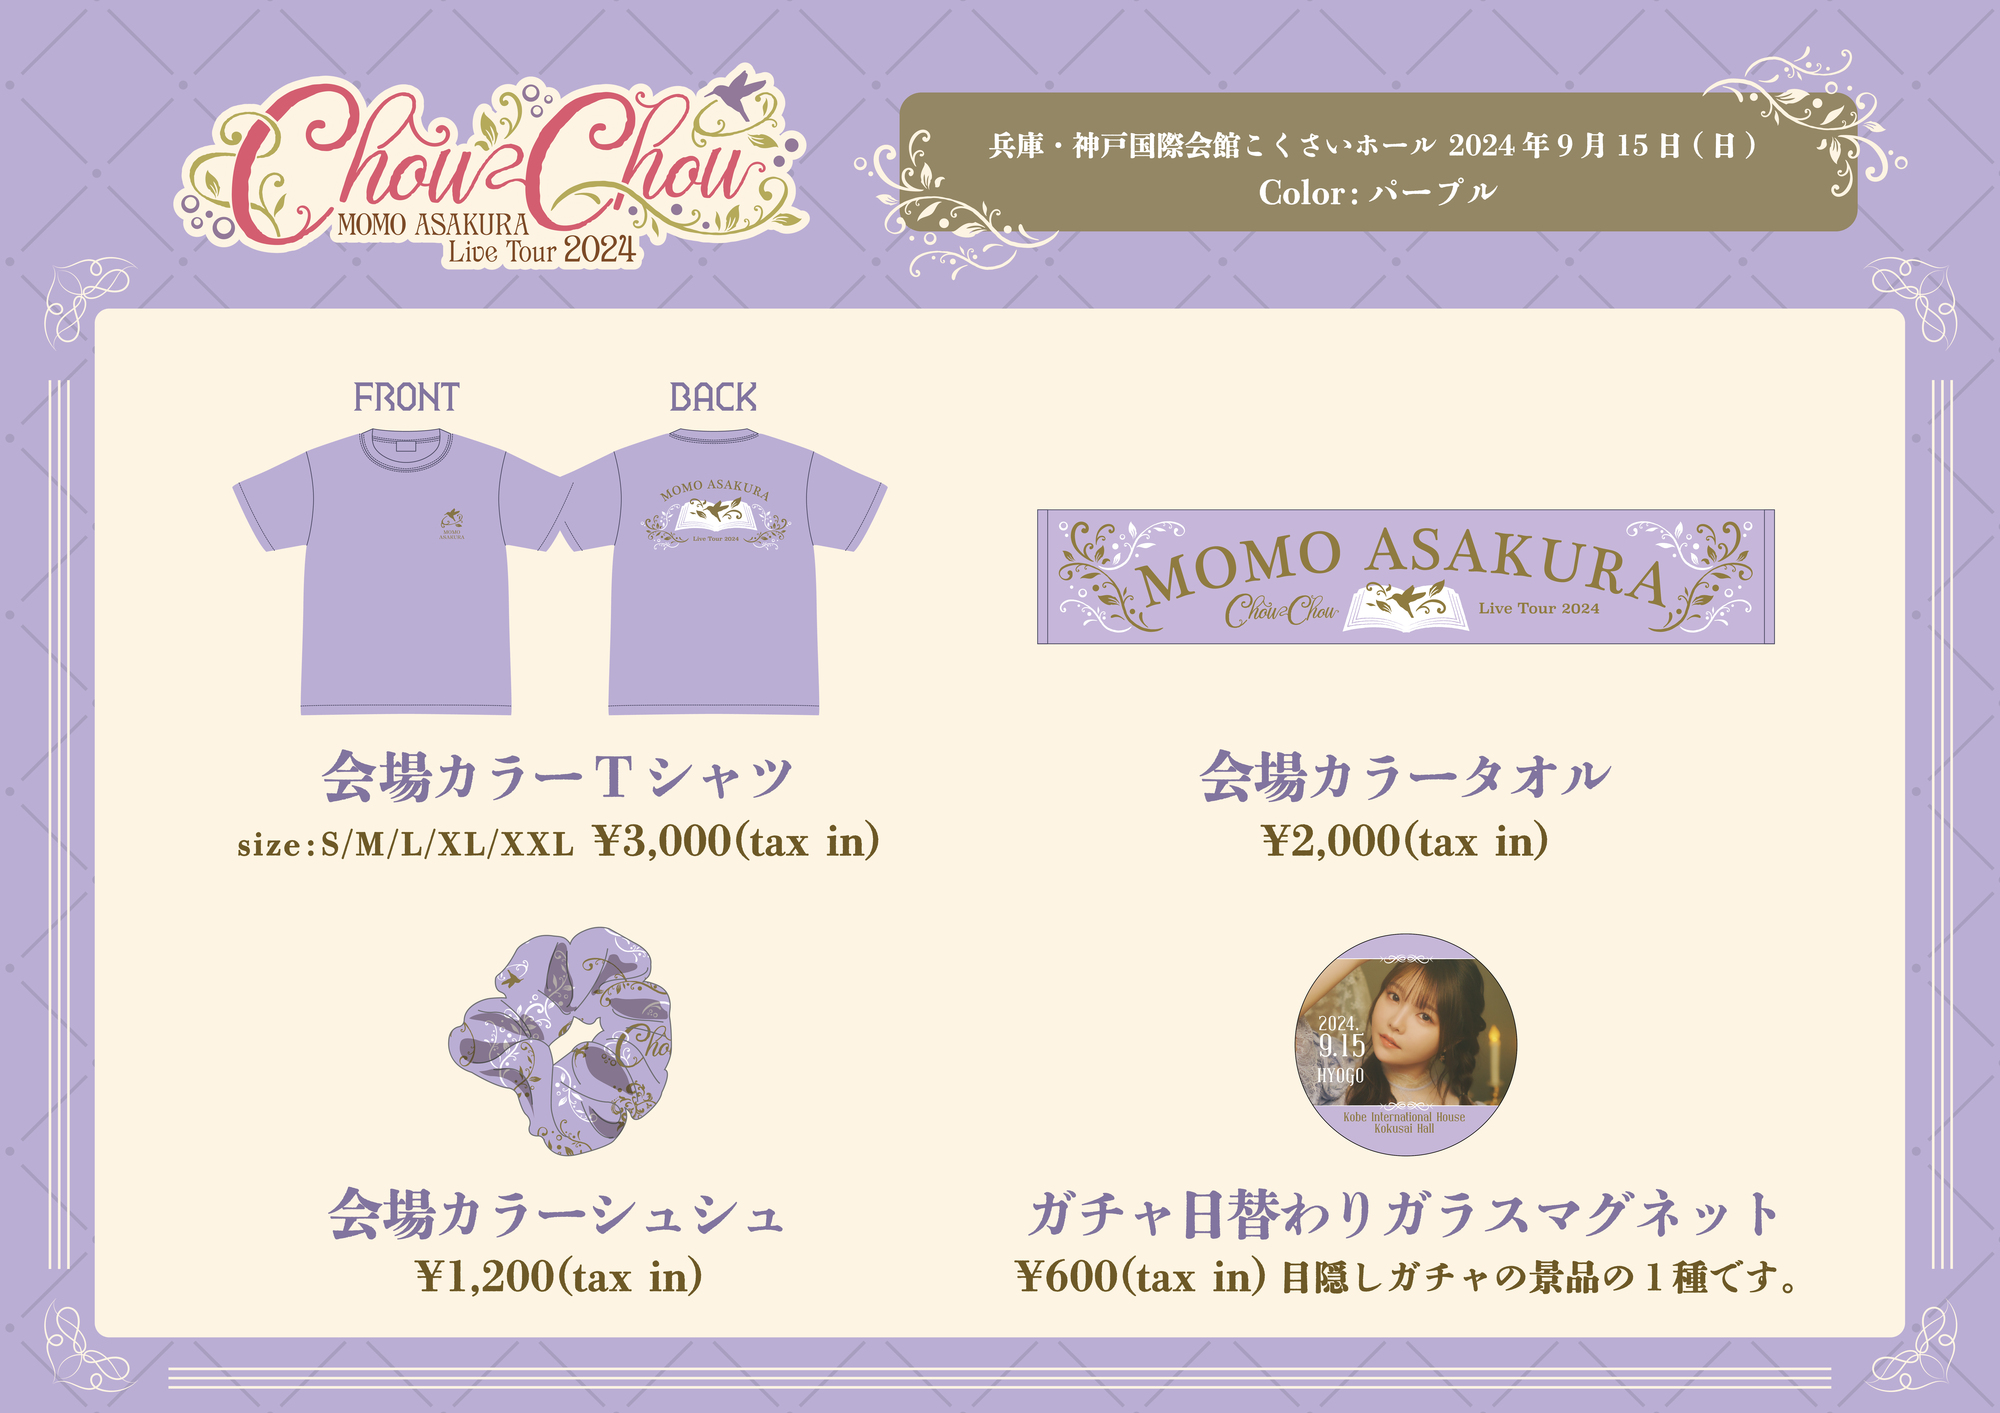 Chou Chou
MOMO ASAKURA
Live Tour 2024
兵庫・神戸国際会館こくさいホール 2024年9月15日(日)
Color: パープル
FRONT
BACK
MOMO
ASAKURA
MOMO ASAKURA
Live Tour 2024
MOMO ASAKURA
Chou Chou
Live Tour 2024
会場カラーTシャツ
size:S/M/L/XL/XXL ¥3,000(tax in)
会場カラータオル
¥2,000(tax in)
Cho
2024.
9.15
HYOGO
Kobe International House
Kokusai Hall
会場カラーシュシュ
¥1,200(tax in)
ガチャ日替わりガラスマグネット
¥600(tax in) 目隠しガチャの景品の1種です。